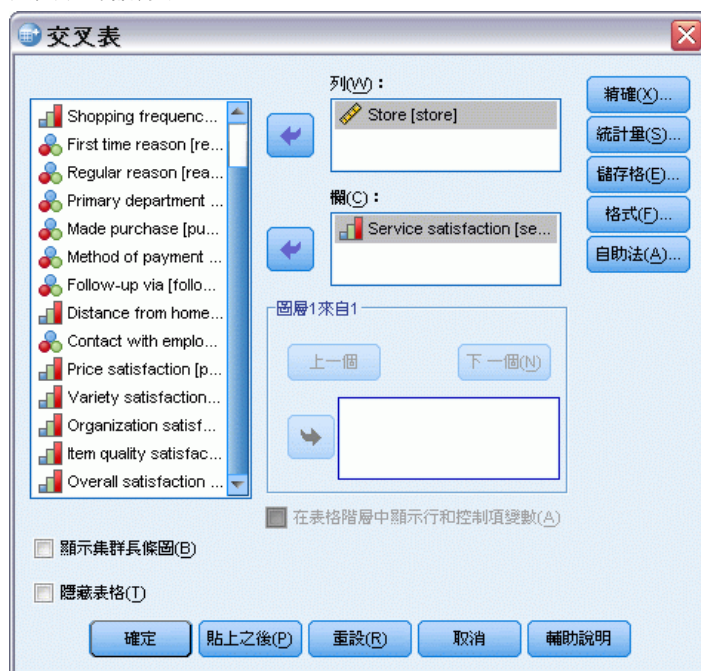 交叉表
Shopping frequenc...
First time reason [re...
Regular reason [rea...
Primary department ...
Made purchase [pu...
Method of payment ...
Follow-up via [follo...
Distance from home...
Contact with emplo...
Price satisfaction [p...
Variety satisfaction...
Organization satisf...
Item quality satisfac...
Overall satisfaction ...
列(W)：
Store [store]
欄(C)：
Service satisfaction [se...
圖層1來自1
上一個
下一個(N)
在表格階層中顯示行和控制項變數(A)
精確(X)...
統計量(S)...
儲存格(E)...
格式(F)...
自助法(A)...
顯示集群長條圖(B)
隱藏表格(T)
確定
貼上之後(P)
重設(R)
取消
輔助說明